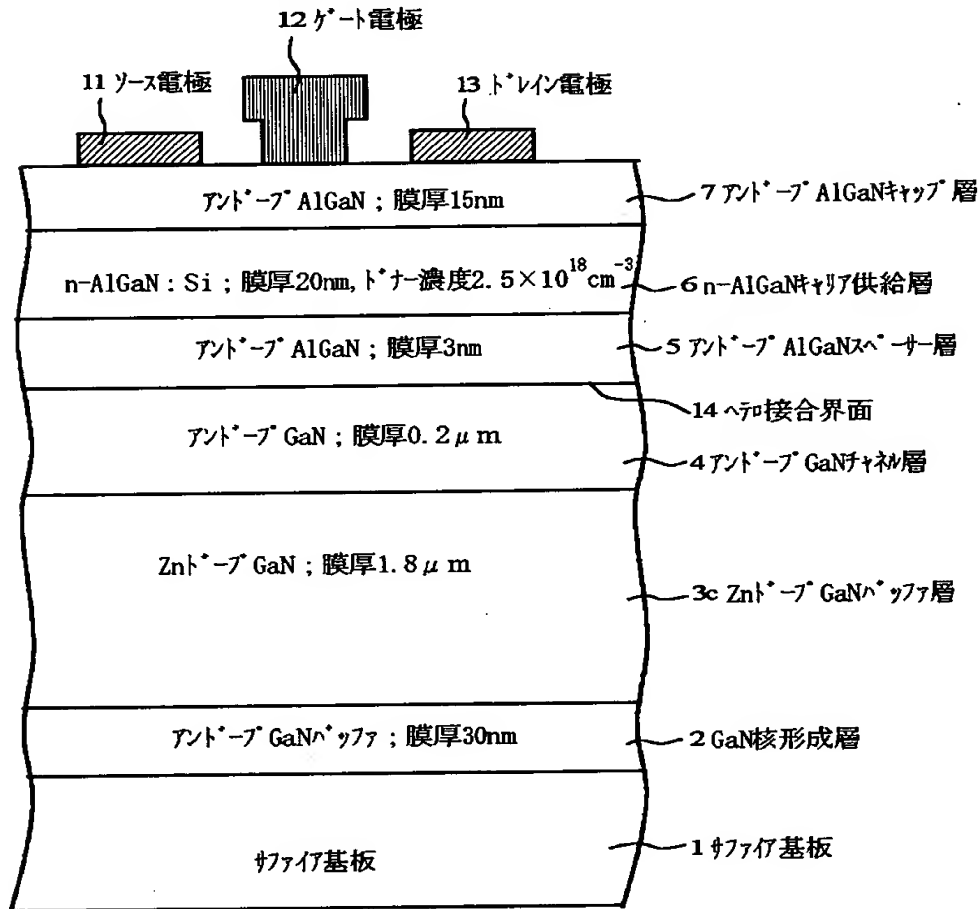 12 ゲート電極
11 ソース電極
13 ドレイン電極
アンドープ AlGaN ; 膜厚15nm
7 アンドープ AlGaNキャップ層
n-AlGaN : Si ; 膜厚20nm, ドナー濃度2.5×10¹⁸cm⁻³
6 n-AlGaNキャリア供給層
アンドープ AlGaN ; 膜厚3nm
5 アンドープ AlGaNスペーサー層
14 ヘテロ接合界面
アンドープ GaN ; 膜厚0.2μm
4 アンドープ GaNチャネル層
Znドープ GaN ; 膜厚1.8μm
3c Znドープ GaNバッファ層
アンドープ GaNバッファ ; 膜厚30nm
2 GaN核形成層
サファイア基板
1 サファイア基板